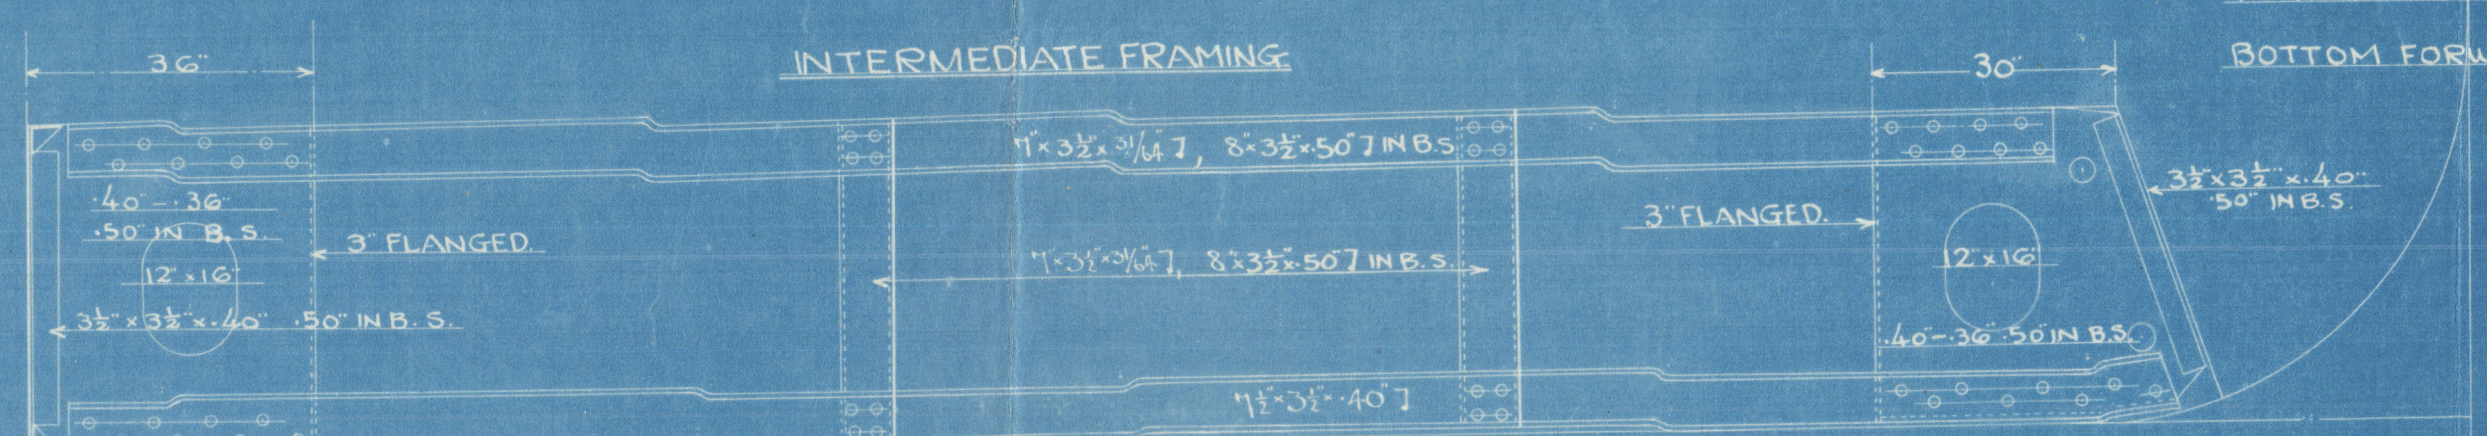 36"
INTERMEDIATE FRAMING
30"
BOTTOM FORW
7" × 3½" × 31/64" ], 8" × 3½" × .50" ] IN B.S.
.40" - .36"
.50" IN B.S.
3" FLANGED.
12" × 16"
3½" × 3½" × .40" .50" IN B.S.
7" × 3½" × 31/64" ], 8" × 3½" × .50" ] IN B.S.
3" FLANGED.
3½" × 3½" × .40"
.50" IN B.S.
12" × 16"
.40" - .36" .50" IN B.S.
7½" × 3½" × .40" ]